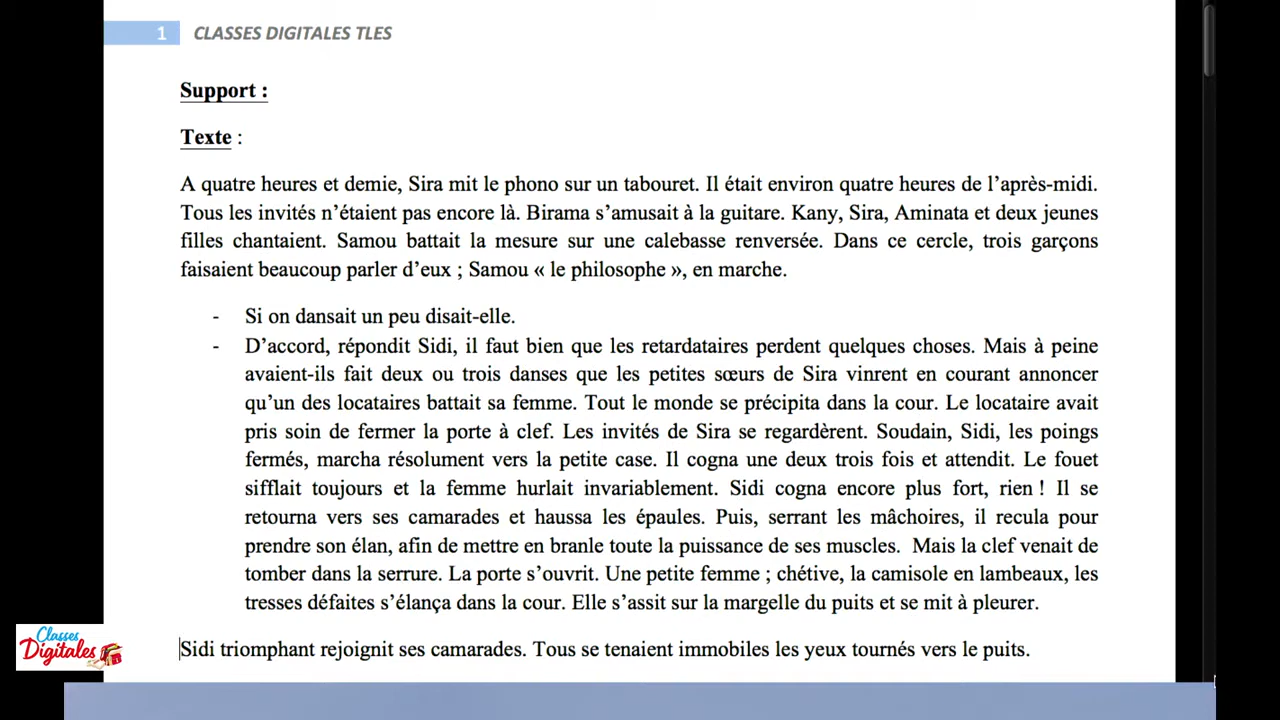 1 CLASSES DIGITALES TLES
Support :
Texte :
A quatre heures et demie, Sira mit le phono sur un tabouret. Il était environ quatre heures de l’après-midi.
Tous les invités n’étaient pas encore là. Birama s’amusait à la guitare. Kany, Sira, Aminata et deux jeunes
filles chantaient. Samou battait la mesure sur une calebasse renversée. Dans ce cercle, trois garçons
faisaient beaucoup parler d’eux ; Samou « le philosophe », en marche.
- Si on dansait un peu disait-elle.
- D’accord, répondit Sidi, il faut bien que les retardataires perdent quelques choses. Mais à peine
avaient-ils fait deux ou trois danses que les petites sœurs de Sira vinrent en courant annoncer
qu’un des locataires battait sa femme. Tout le monde se précipita dans la cour. Le locataire avait
pris soin de fermer la porte à clef. Les invités de Sira se regardèrent. Soudain, Sidi, les poings
fermés, marcha résolument vers la petite case. Il cogna une deux trois fois et attendit. Le fouet
sifflait toujours et la femme hurlait invariablement. Sidi cogna encore plus fort, rien ! Il se
retourna vers ses camarades et haussa les épaules. Puis, serrant les mâchoires, il recula pour
prendre son élan, afin de mettre en branle toute la puissance de ses muscles. Mais la clef venait de
tomber dans la serrure. La porte s’ouvrit. Une petite femme ; chétive, la camisole en lambeaux, les
tresses défaites s’élança dans la cour. Elle s’assit sur la margelle du puits et se mit à pleurer.
Classes
Digitales
Sidi triomphant rejoignit ses camarades. Tous se tenaient immobiles les yeux tournés vers le puits.